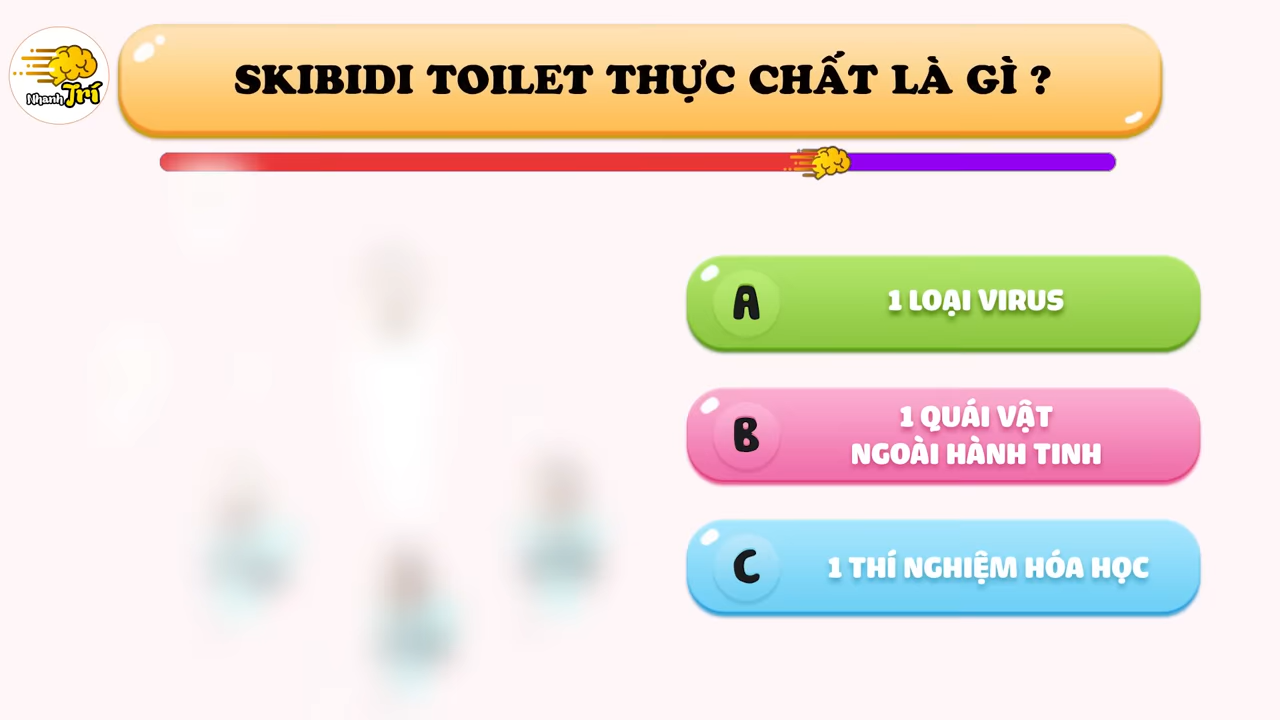 SKIBIDI TOILET THỰC CHẤT LÀ GÌ ?
Nhanh Trí
A 1 LOẠI VIRUS
B 1 QUÁI VẬT
NGOÀI HÀNH TINH
C 1 THÍ NGHIỆM HÓA HỌC